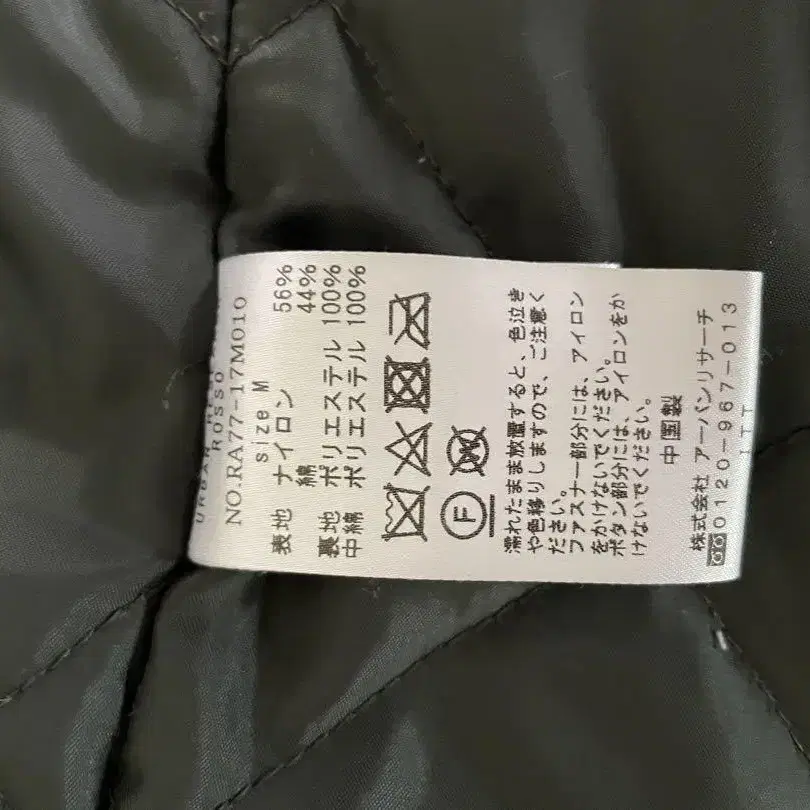 URBAN RESEARCH
ROSSO
NO.RA77-17M010
size M
表地 ナイロン 56%
綿 44%
裏地 ポリエステル 100%
中綿 ポリエステル 100%
F
W
濡れたまま放置すると、色泣き
や色移りしますので、ご注意く
ださい。
ファスナー部分には、アイロン
をかけないでください。
ボタン部分には、アイロンをか
けないでください。
中国製
株式会社 アーバンリサーチ
0120-967-013
ITT